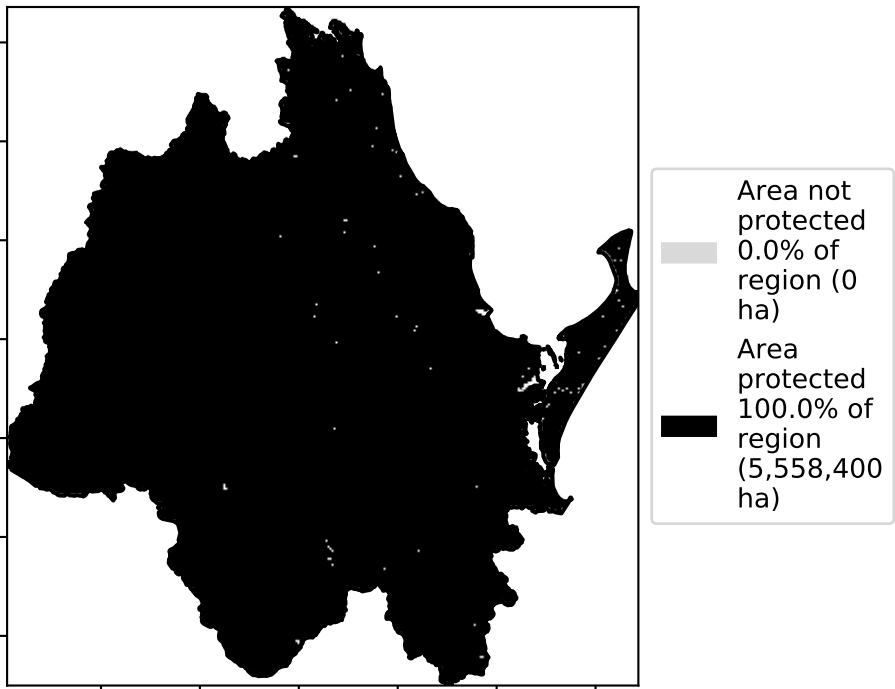 Area not
protected
0.0% of
region (0
ha)
Area
protected
100.0% of
region
(5,558,400
ha)